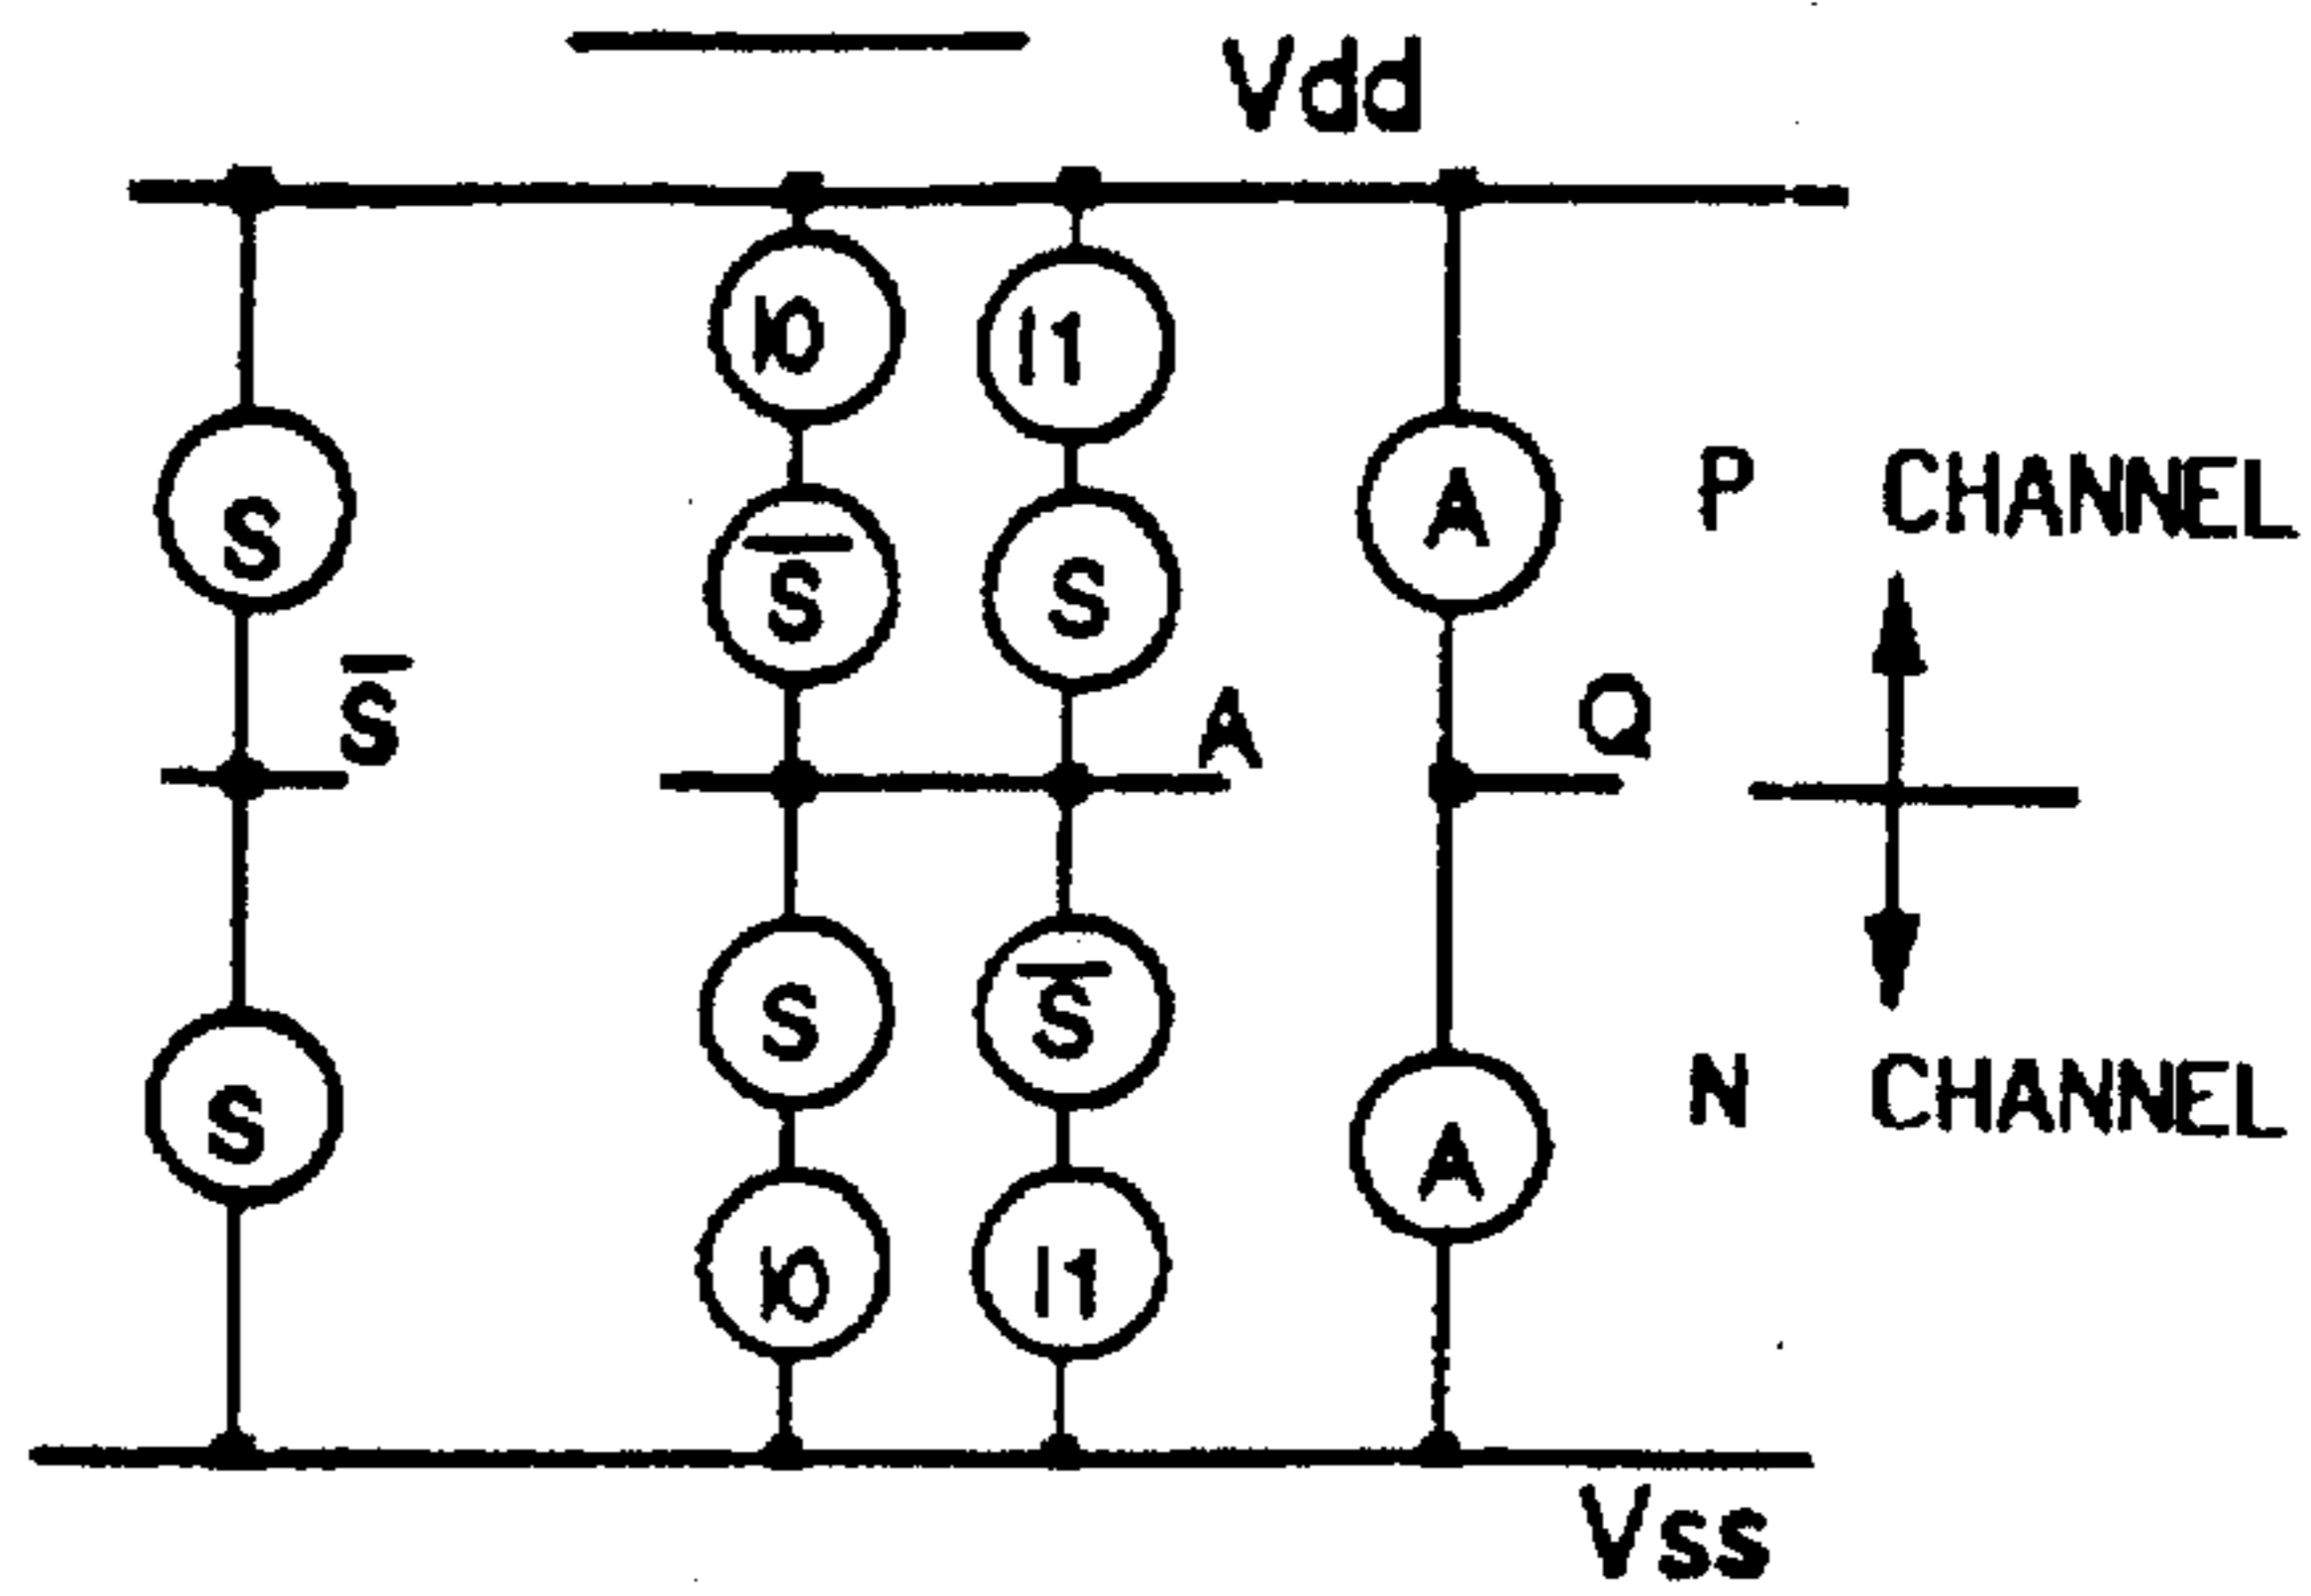 Vdd
I0 I1
S S̅ S A P CHANNEL
S̅ A Q
S S̅
S A N CHANNEL
I0 I1
Vss